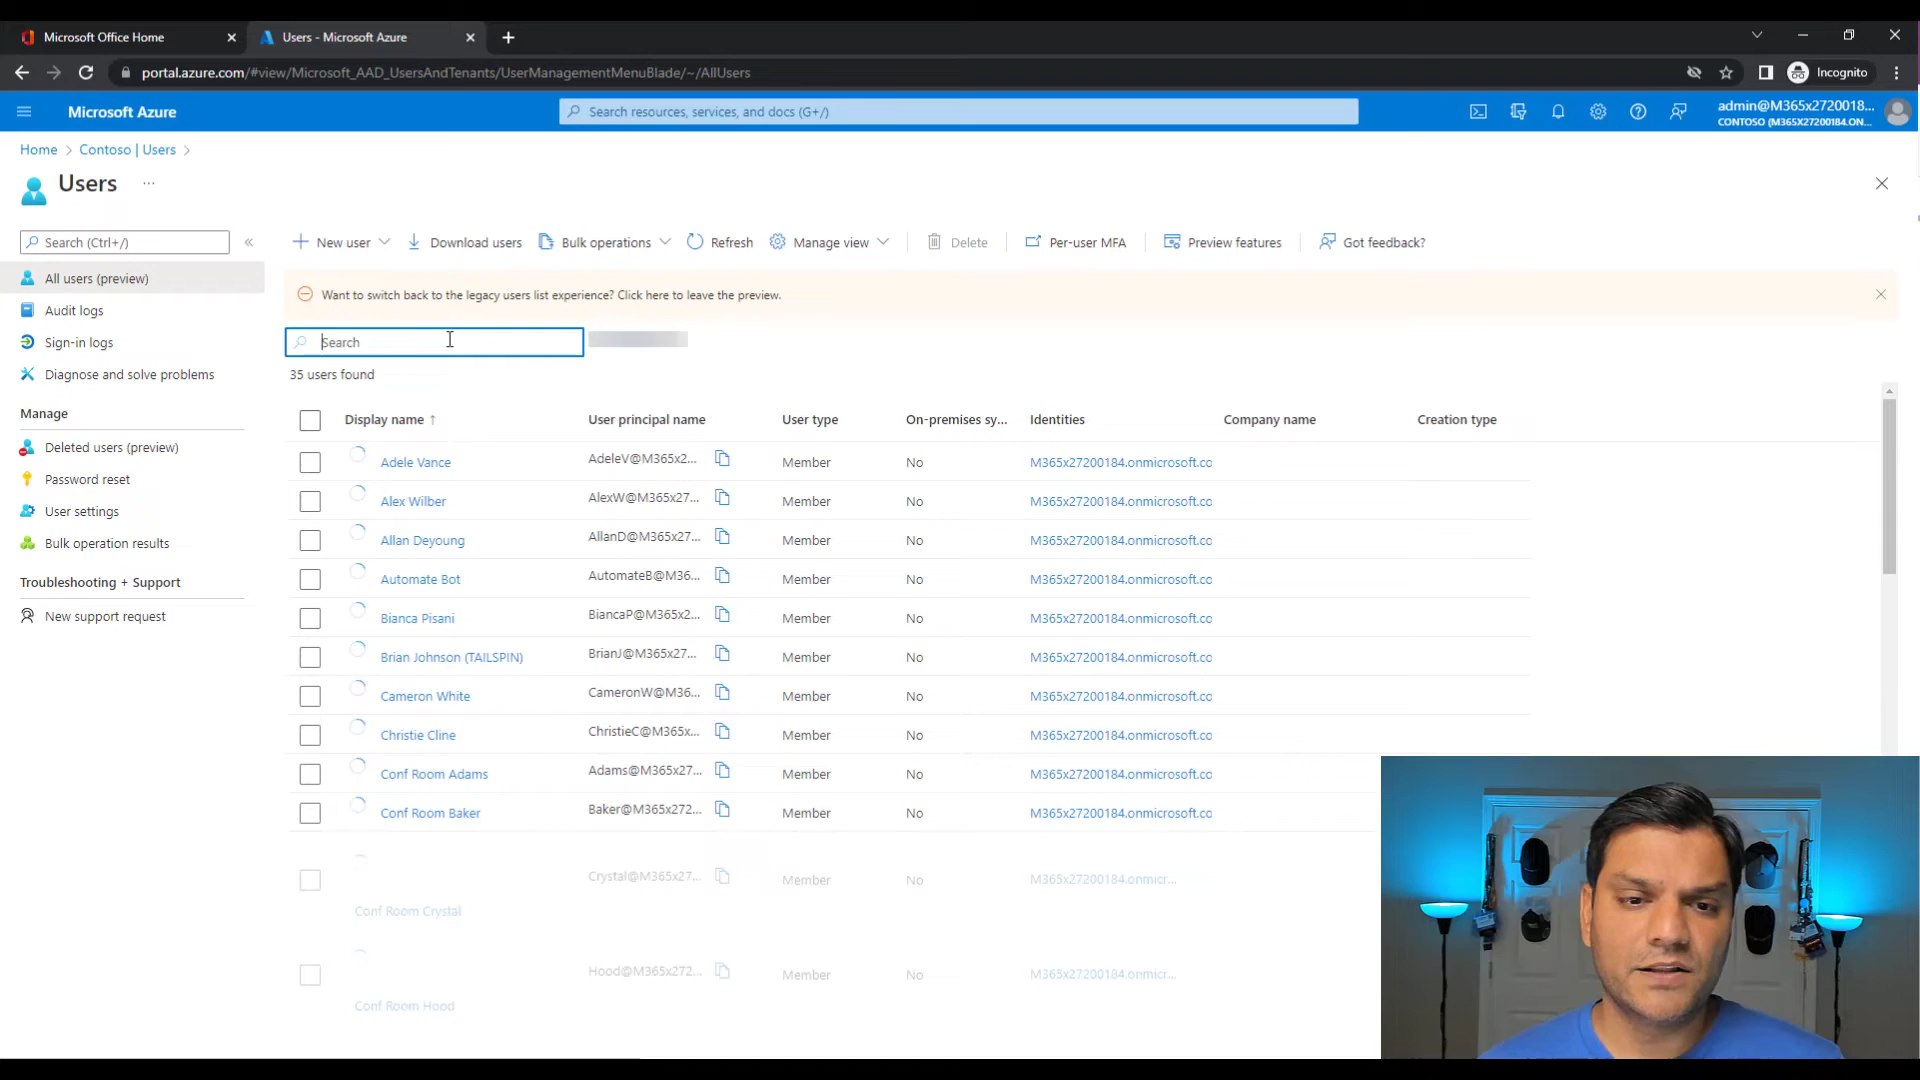 Microsoft Office Home
Users - Microsoft Azure
portal.azure.com/#view/Microsoft_AAD_UsersAndTenants/UserManagementMenuBlade/~/AllUsers
Incognito
Microsoft Azure
Search resources, services, and docs (G+/)
admin@M365x2720018...
CONTOSO (M365X27200184.ON...
Home > Contoso | Users >
Users ...
Search (Ctrl+/)
«
New user
Download users
Bulk operations
Refresh
Manage view
Delete
Per-user MFA
Preview features
Got feedback?
All users (preview)
Audit logs
Sign-in logs
Diagnose and solve problems
Manage
Deleted users (preview)
Password reset
User settings
Bulk operation results
Troubleshooting + Support
New support request
Want to switch back to the legacy users list experience? Click here to leave the preview.
Search
35 users found
Display name ↑ User principal name User type On-premises sy... Identities Company name Creation type
Adele Vance AdeleV@M365x2... Member No M365x27200184.onmicrosoft.co
Alex Wilber AlexW@M365x27... Member No M365x27200184.onmicrosoft.co
Allan Deyoung AllanD@M365x27... Member No M365x27200184.onmicrosoft.co
Automate Bot AutomateB@M36... Member No M365x27200184.onmicrosoft.co
Bianca Pisani BiancaP@M365x2... Member No M365x27200184.onmicrosoft.co
Brian Johnson (TAILSPIN) BrianJ@M365x27... Member No M365x27200184.onmicrosoft.co
Cameron White CameronW@M36... Member No M365x27200184.onmicrosoft.co
Christie Cline ChristieC@M365x... Member No M365x27200184.onmicrosoft.co
Conf Room Adams Adams@M365x27... Member No M365x27200184.onmicrosoft.co
Conf Room Baker Baker@M365x272... Member No M365x27200184.onmicrosoft.co
Crystal@M365x27... Member No M365x27200184.onmicr...
Conf Room Crystal
Hood@M365x272... Member No M365x27200184.onmicr...
Conf Room Hood